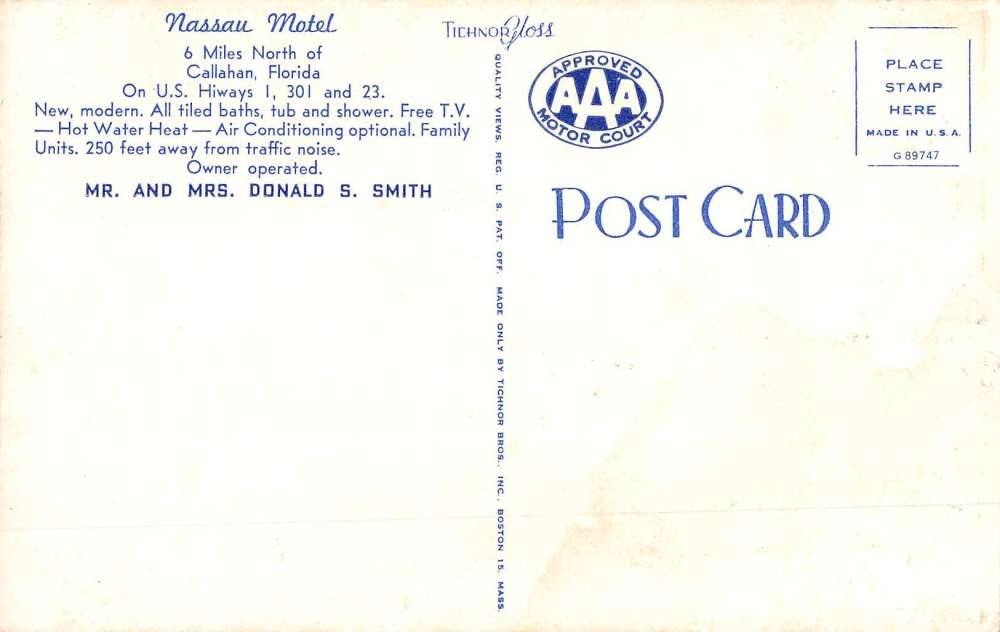 Nassau Motel
6 Miles North of
Callahan, Florida
On U.S. Hiways 1, 301 and 23.
New, modern. All tiled baths, tub and shower. Free T.V.
— Hot Water Heat — Air Conditioning optional. Family
Units. 250 feet away from traffic noise.
Owner operated.
MR. AND MRS. DONALD S. SMITH
TICHNOR Gloss
QUALITY VIEWS, REG. U. S. PAT. OFF. MADE ONLY BY TICHNOR BROS., INC., BOSTON 15, MASS.
APPROVED
AAA
MOTOR COURT
POST CARD
PLACE
STAMP
HERE
MADE IN U.S.A.
G 89747